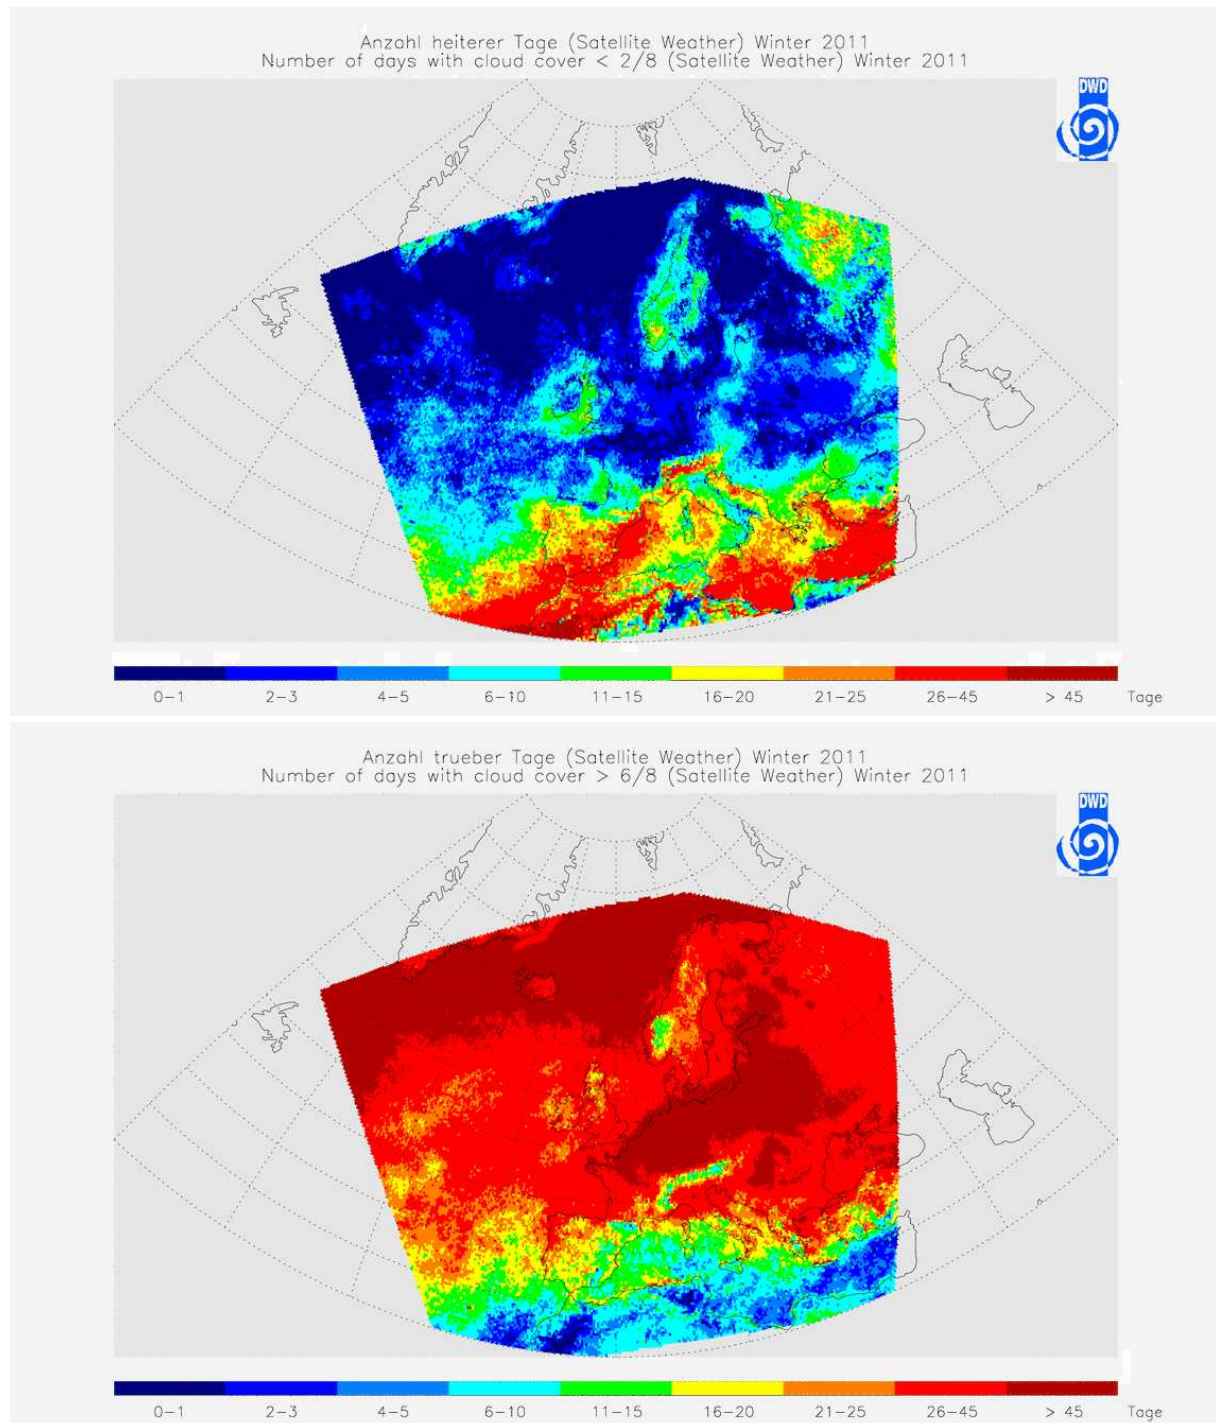 Anzahl heiterer Tage (Satellite Weather) Winter 2011
Number of days with cloud cover < 2/8 (Satellite Weather) Winter 2011
DWD
0-1 2-3 4-5 6-10 11-15 16-20 21-25 26-45 > 45 Tage
Anzahl trueber Tage (Satellite Weather) Winter 2011
Number of days with cloud cover > 6/8 (Satellite Weather) Winter 2011
DWD
0-1 2-3 4-5 6-10 11-15 16-20 21-25 26-45 > 45 Tage